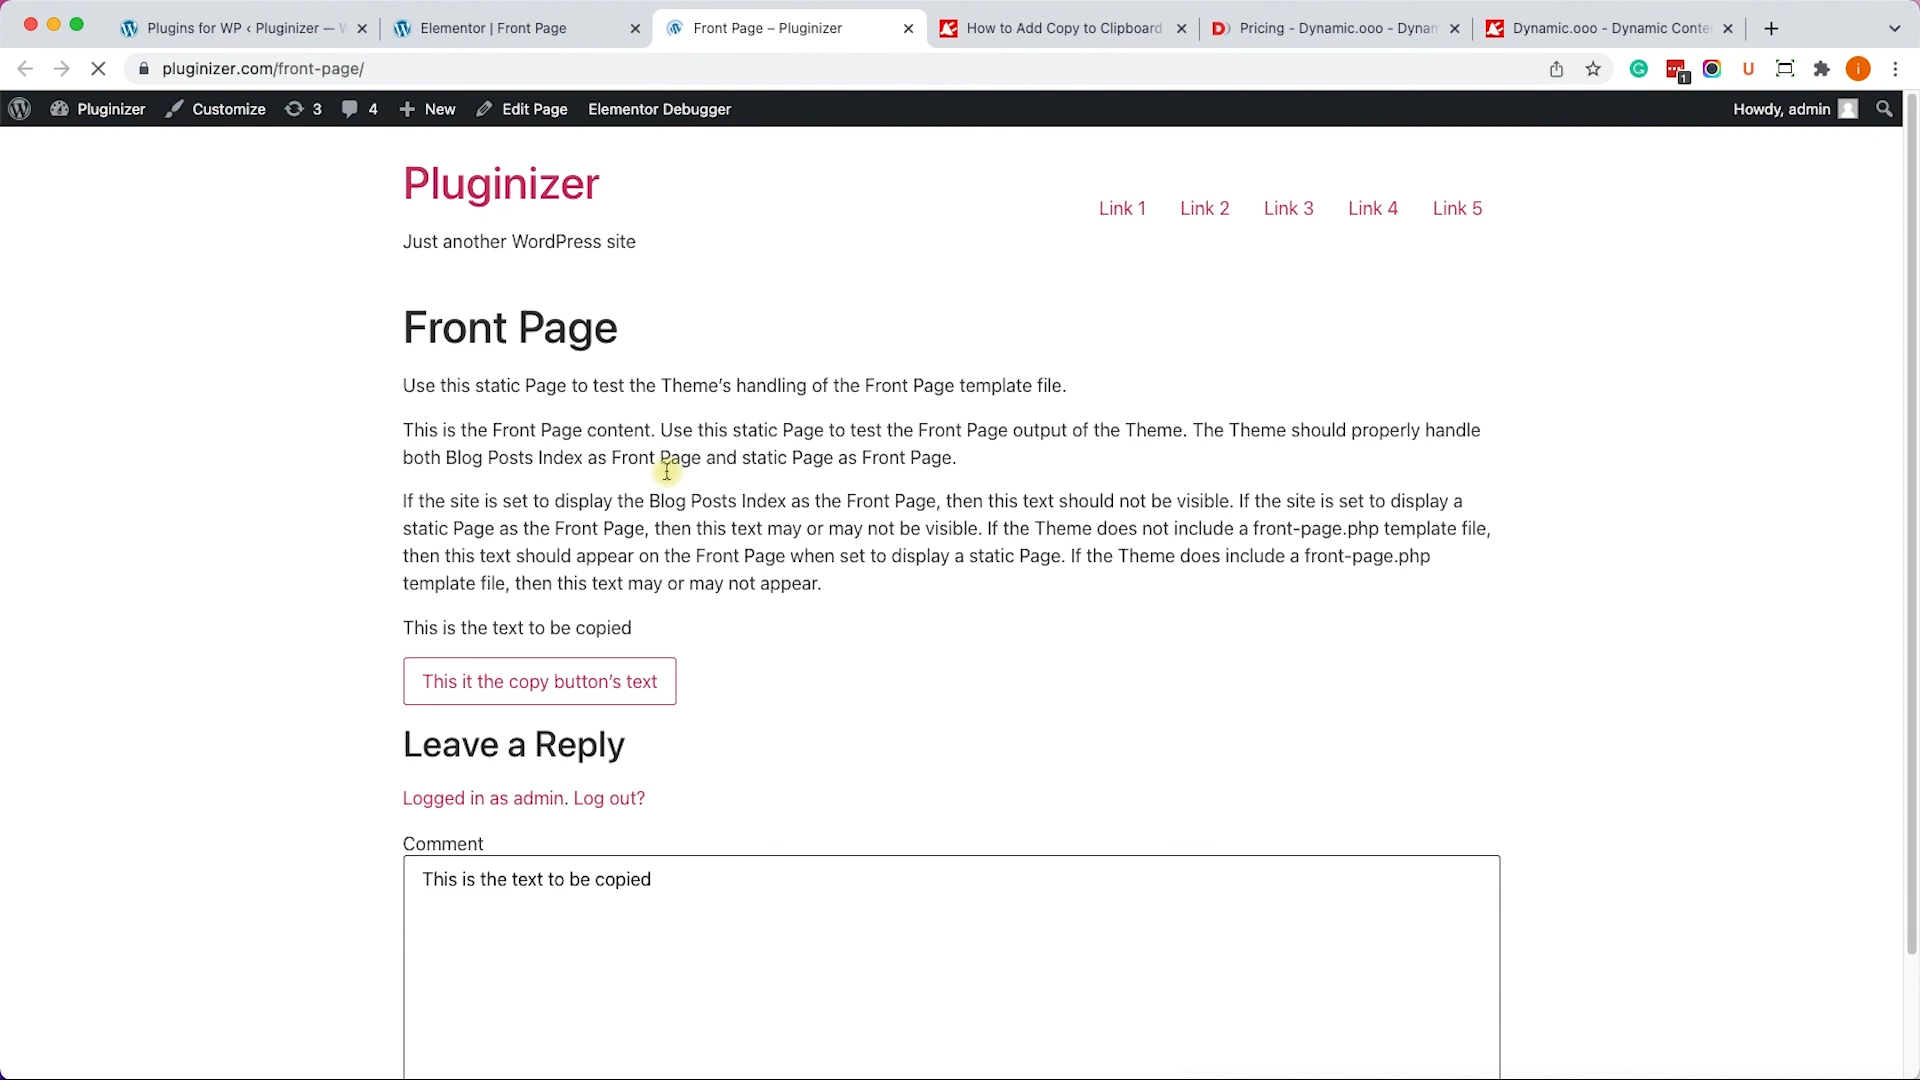 Plugins for WP ‹ Pluginizer — W
Elementor | Front Page
Front Page – Pluginizer
How to Add Copy to Clipboard
Pricing - Dynamic.ooo - Dynam
Dynamic.ooo - Dynamic Conte
pluginizer.com/front-page/
1
U
i
Pluginizer
Customize
3
4
New
Edit Page
Elementor Debugger
Howdy, admin
Pluginizer
Link 1
Link 2
Link 3
Link 4
Link 5
Just another WordPress site
Front Page
Use this static Page to test the Theme’s handling of the Front Page template file.
This is the Front Page content. Use this static Page to test the Front Page output of the Theme. The Theme should properly handle
both Blog Posts Index as Front Page and static Page as Front Page.
If the site is set to display the Blog Posts Index as the Front Page, then this text should not be visible. If the site is set to display a
static Page as the Front Page, then this text may or may not be visible. If the Theme does not include a front-page.php template file,
then this text should appear on the Front Page when set to display a static Page. If the Theme does include a front-page.php
template file, then this text may or may not appear.
This is the text to be copied
This it the copy button’s text
Leave a Reply
Logged in as admin. Log out?
Comment
This is the text to be copied